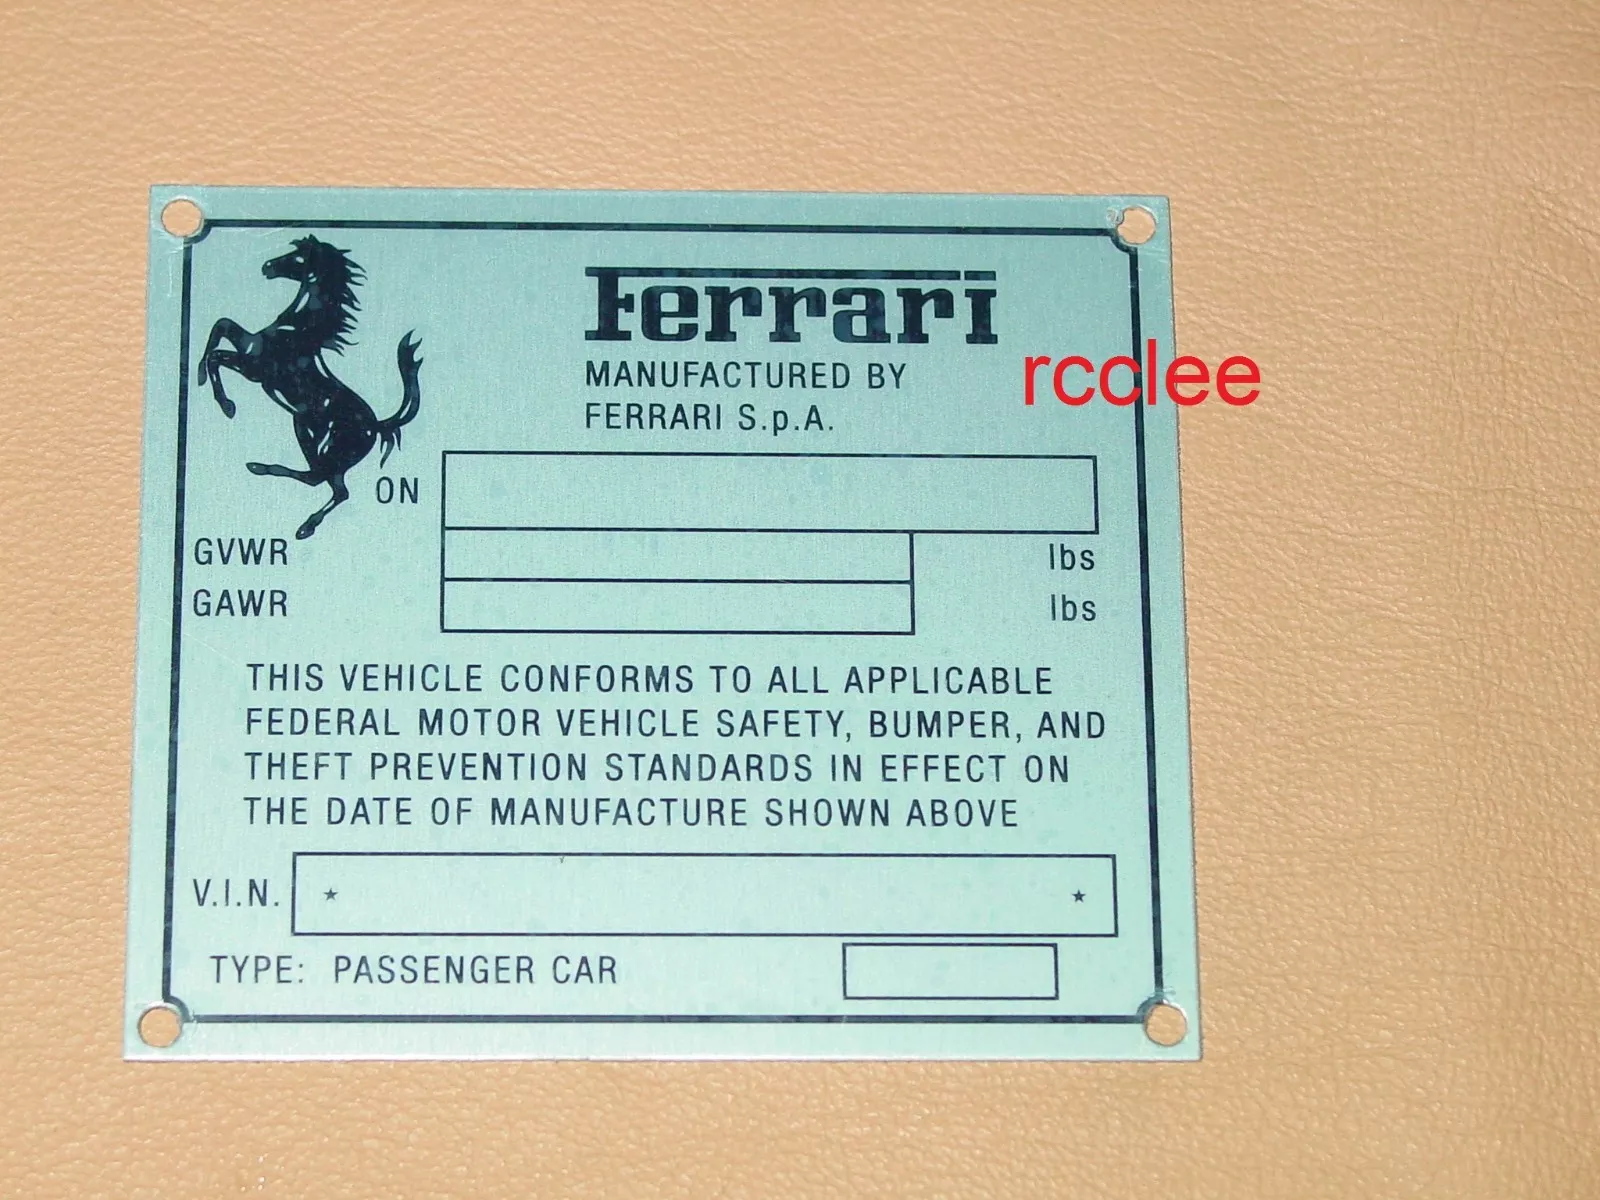 Ferrari
MANUFACTURED BY
FERRARI S.p.A.
rcolee
ON
GVWR lbs
GAWR lbs
THIS VEHICLE CONFORMS TO ALL APPLICABLE
FEDERAL MOTOR VEHICLE SAFETY, BUMPER, AND
THEFT PREVENTION STANDARDS IN EFFECT ON
THE DATE OF MANUFACTURE SHOWN ABOVE
V.I.N. ★ ★
TYPE: PASSENGER CAR